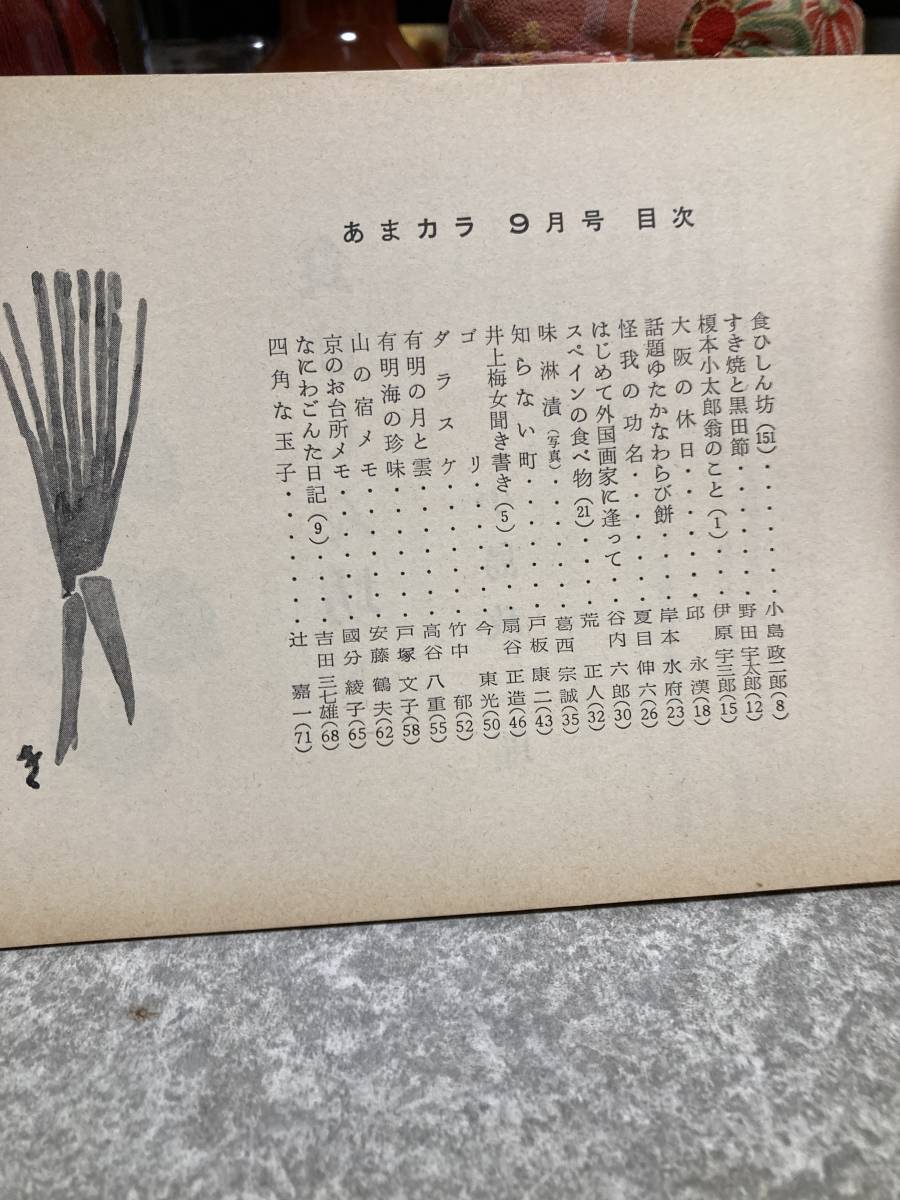 あまカラ 9月号 目次
食ひしん坊(151)・・・・・小島政二郎(8)
すき焼と黒田節・・・・・野田宇太郎(12)
榎本小太郎翁のこと(1)・・伊原宇三郎(15)
大阪の休日・・・・・邱永漢(18)
話題ゆたかなわらび餅・・・岸本水府(23)
怪我の功名・・・・・夏目伸六(26)
はじめて外国画家に逢って・・谷内六郎(30)
スペインの食べ物(21)・・・荒正人(32)
味淋漬(写真)・・・・・葛西宗誠(35)
知らない町・・・・・戸板康二(43)
井上梅女聞き書き(5)・・・扇谷正造(46)
ゴリ・・・・・今東光(50)
ダラスケ・・・・・竹中郁(52)
有明の月と雲・・・・・高谷八重(55)
有明海の珍味・・・・・戸塚文子(58)
山の宿メモ・・・・・安藤鶴夫(62)
京のお台所メモ・・・・・國分綾子(65)
なにわごんた日記(9)・・・吉田三七雄(68)
四角な玉子・・・・・辻嘉一(71)